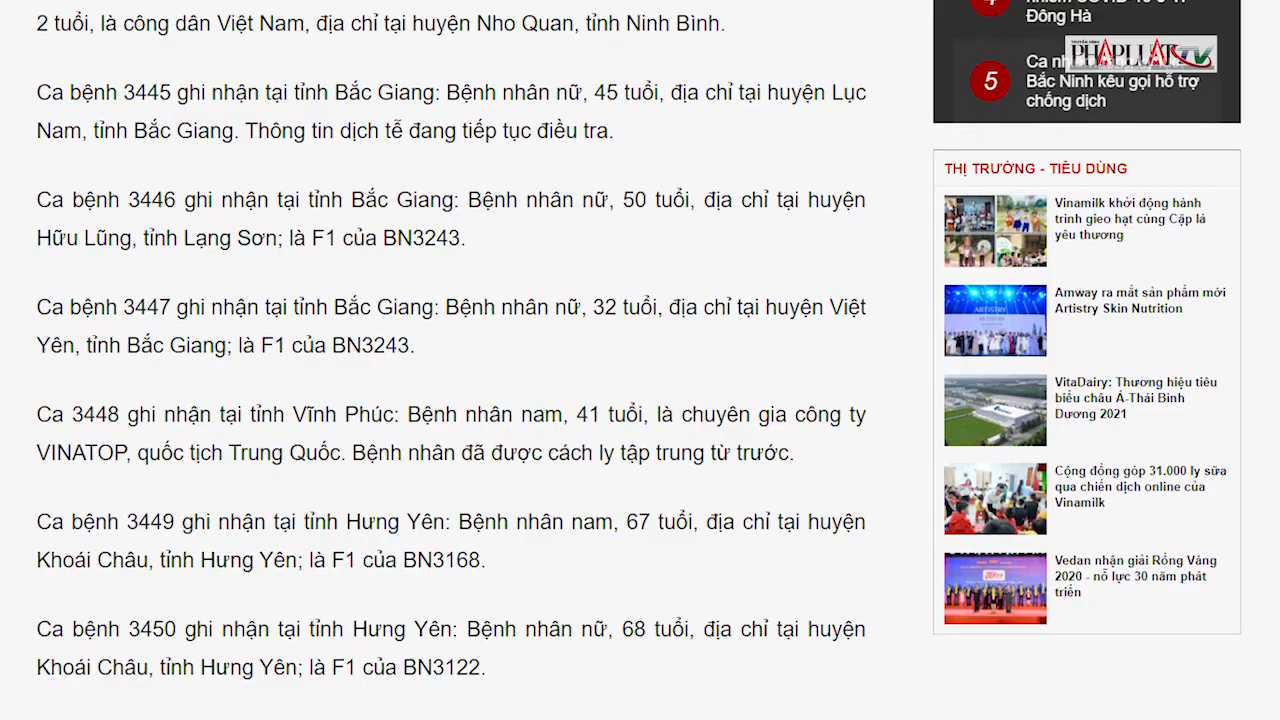 2 tuổi, là công dân Việt Nam, địa chỉ tại huyện Nho Quan, tỉnh Ninh Bình.
Ca bệnh 3445 ghi nhận tại tỉnh Bắc Giang: Bệnh nhân nữ, 45 tuổi, địa chỉ tại huyện Lục
Nam, tỉnh Bắc Giang. Thông tin dịch tễ đang tiếp tục điều tra.
Ca bệnh 3446 ghi nhận tại tỉnh Bắc Giang: Bệnh nhân nữ, 50 tuổi, địa chỉ tại huyện
Hữu Lũng, tỉnh Lạng Sơn; là F1 của BN3243.
Ca bệnh 3447 ghi nhận tại tỉnh Bắc Giang: Bệnh nhân nữ, 32 tuổi, địa chỉ tại huyện Việt
Yên, tỉnh Bắc Giang; là F1 của BN3243.
Ca 3448 ghi nhận tại tỉnh Vĩnh Phúc: Bệnh nhân nam, 41 tuổi, là chuyên gia công ty
VINATOP, quốc tịch Trung Quốc. Bệnh nhân đã được cách ly tập trung từ trước.
Ca bệnh 3449 ghi nhận tại tỉnh Hưng Yên: Bệnh nhân nam, 67 tuổi, địa chỉ tại huyện
Khoái Châu, tỉnh Hưng Yên; là F1 của BN3168.
Ca bệnh 3450 ghi nhận tại tỉnh Hưng Yên: Bệnh nhân nữ, 68 tuổi, địa chỉ tại huyện
Khoái Châu, tỉnh Hưng Yên; là F1 của BN3122.
Đông Hà
PHÁP LUẬT TV
5
Ca
Bắc Ninh kêu gọi hỗ trợ
chống dịch
THỊ TRƯỜNG - TIÊU DÙNG
Vinamilk khởi động hành
trình gieo hạt cùng Cặp lá
yêu thương
Amway ra mắt sản phẩm mới
Artistry Skin Nutrition
ARTISTRY
VitaDairy: Thương hiệu tiêu
biểu châu Á-Thái Bình
Dương 2021
Cộng đồng góp 31.000 ly sữa
qua chiến dịch online của
Vinamilk
Vedan nhận giải Rồng Vàng
2020 - nỗ lực 30 năm phát
triển